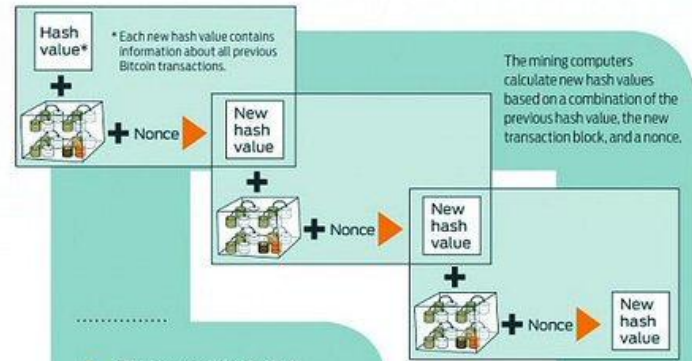 Hash
value*
* Each new hash value contains
information about all previous
Bitcoin transactions.
The mining computers
calculate new hash values
based on a combination of the
previous hash value, the new
transaction block, and a nonce.
+
+ Nonce
New
hash
value
+
+ Nonce
New
hash
value
+
+ Nonce
New
hash
value